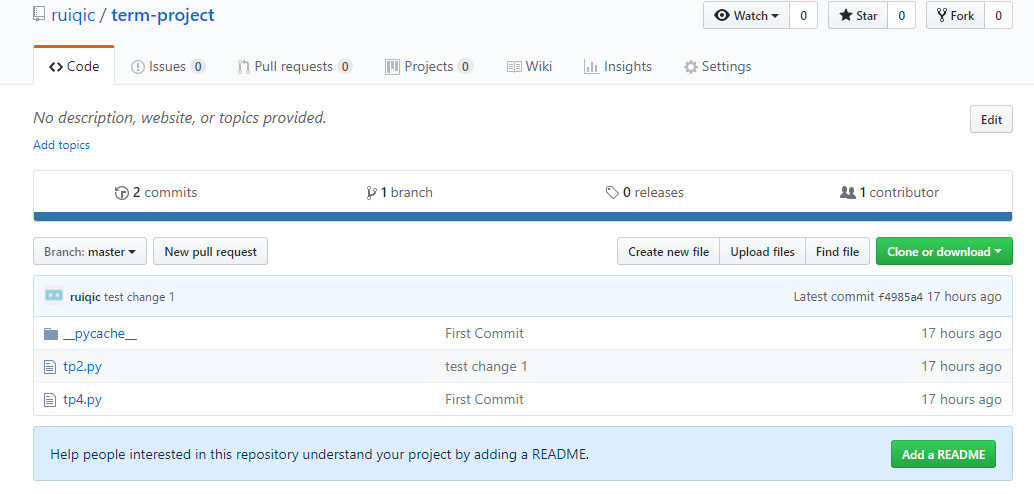 ruiqic / term-project
Watch 0 Star 0 Fork 0
Code Issues 0 Pull requests 0 Projects 0 Wiki Insights Settings
No description, website, or topics provided.
Edit
Add topics
2 commits 1 branch 0 releases 1 contributor
Branch: master New pull request Create new file Upload files Find file Clone or download
ruiqic test change 1 Latest commit f4985a4 17 hours ago
__pycache__ First Commit 17 hours ago
tp2.py test change 1 17 hours ago
tp4.py First Commit 17 hours ago
Help people interested in this repository understand your project by adding a README. Add a README